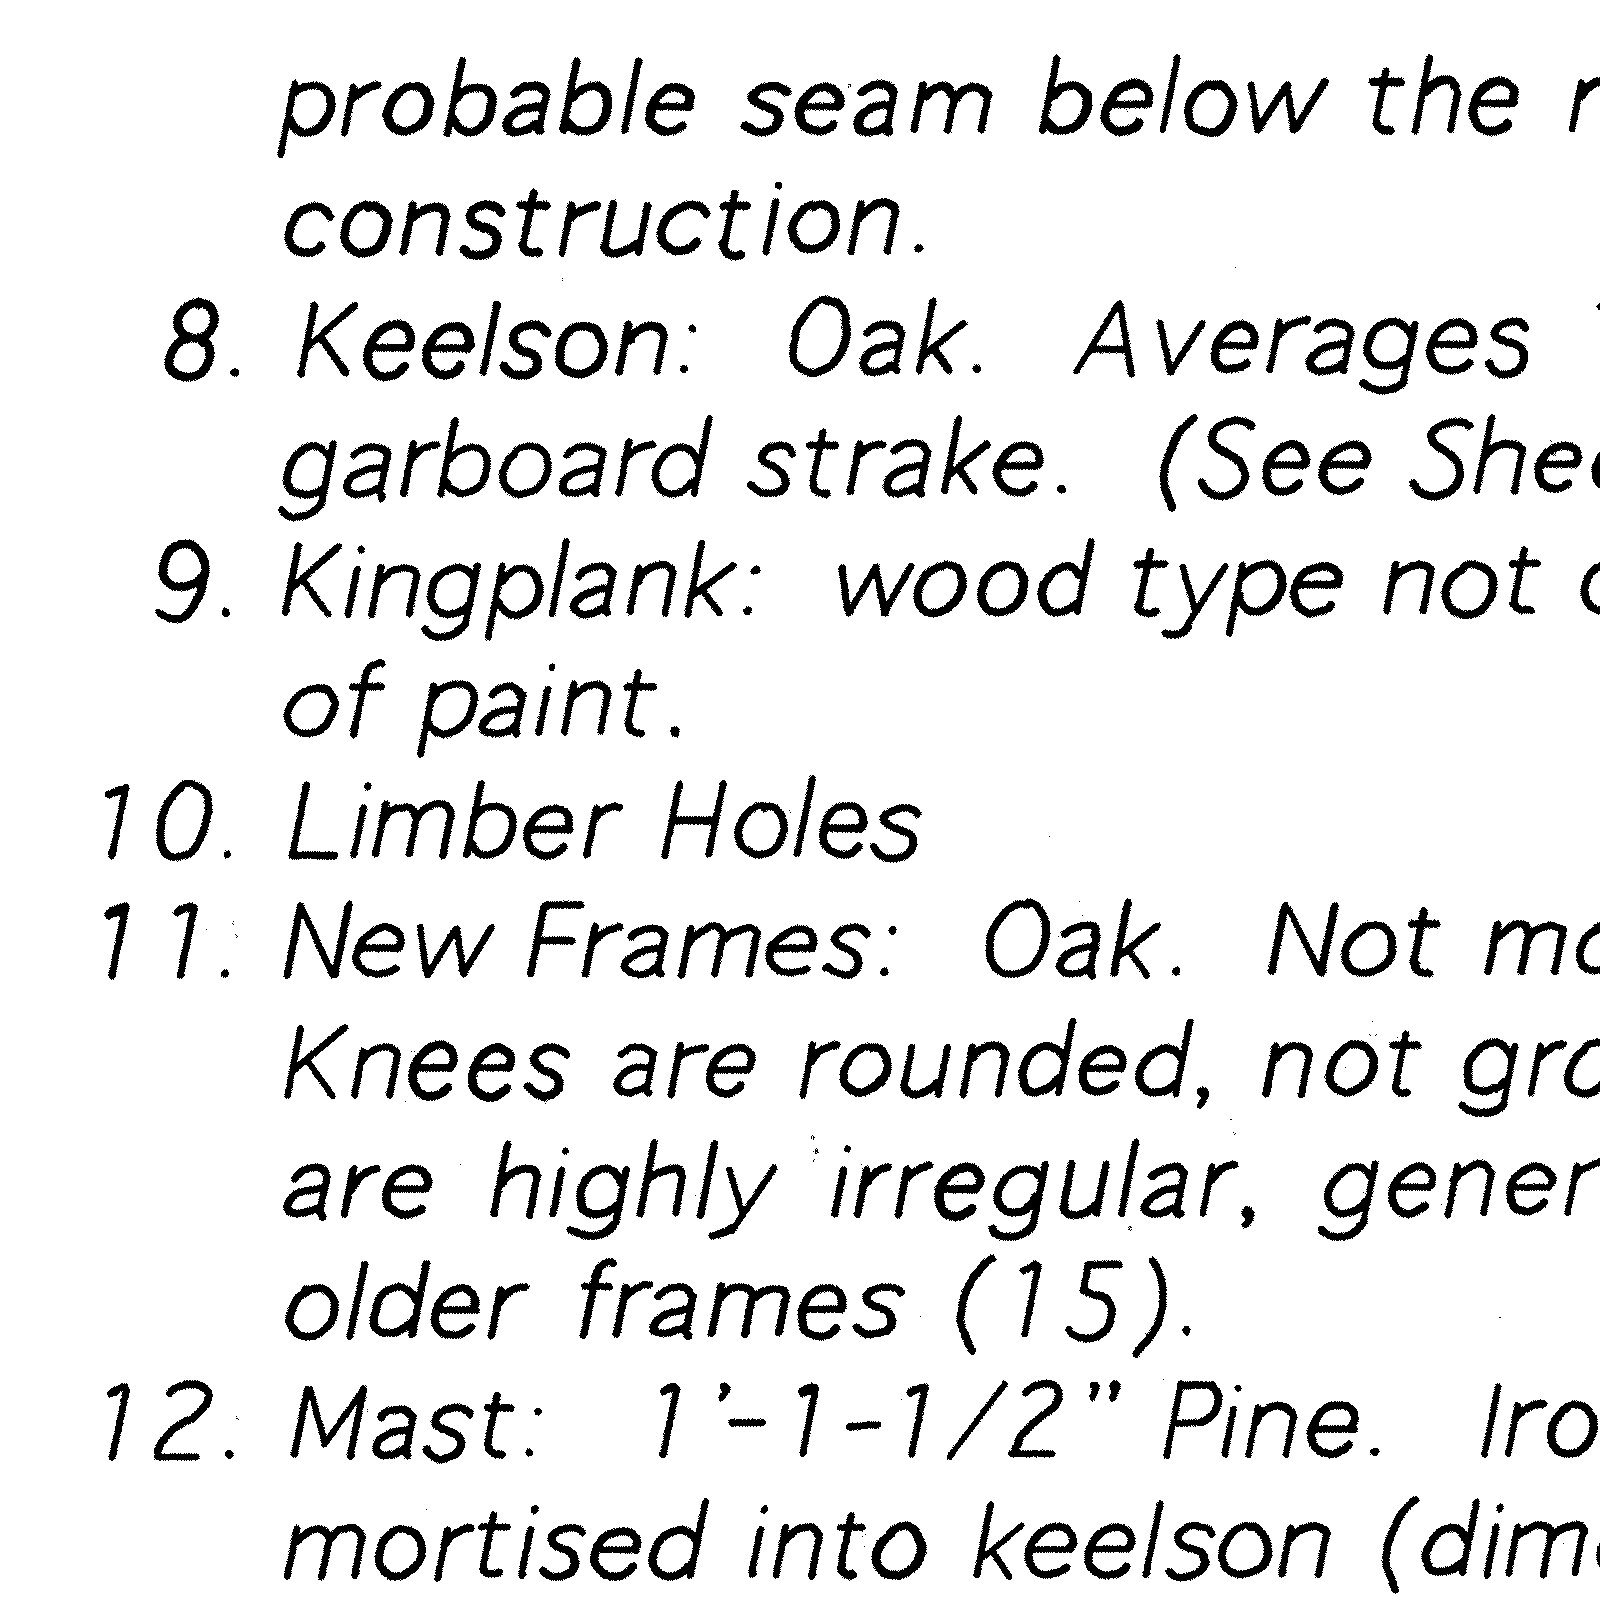 probable seam below the
construction.
8. Keelson: Oak. Averages
garboard strake. (See
9. Kingplank: wood type not
of paint.
10. Limber Holes
11. New Frames: Oak. Not
Knees are rounded, not
are highly irregular,
older frames (15).
12. Mast: 1'-1-1/2" Pine.
mortised into keelson